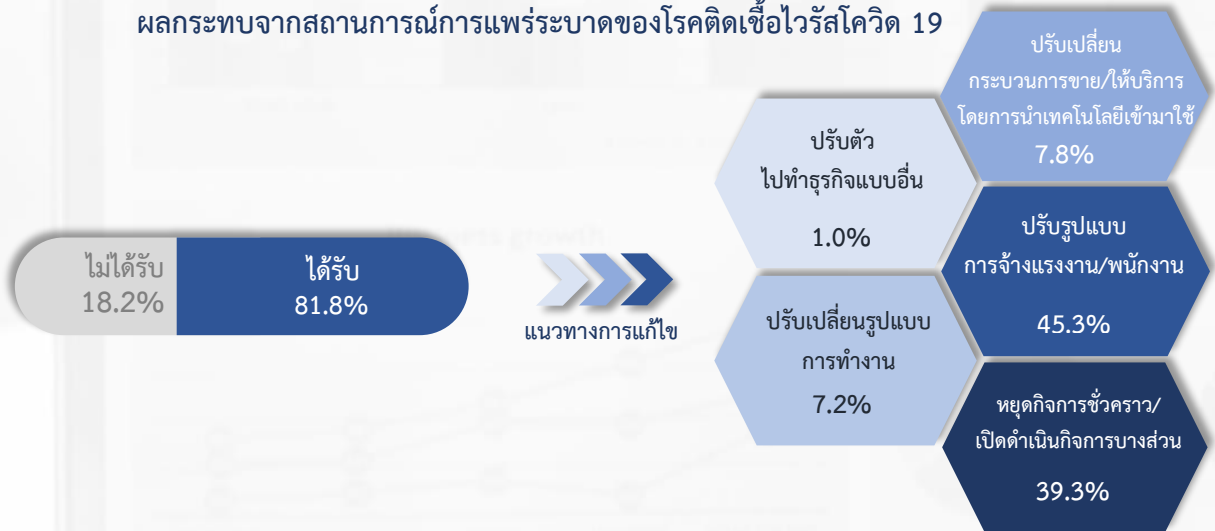 ผลกระทบจากสถานการณ์การแพร่ระบาดของโรคติดเชื้อไวรัสโควิด 19
ไม่ได้รับ
18.2%
ได้รับ
81.8%
แนวทางการแก้ไข
ปรับตัว
ไปทำธุรกิจแบบอื่น
1.0%
ปรับเปลี่ยนรูปแบบ
การทำงาน
7.2%
ปรับเปลี่ยน
กระบวนการขาย/ให้บริการ
โดยการนำเทคโนโลยีเข้ามาใช้
7.8%
ปรับรูปแบบ
การจ้างแรงงาน/พนักงาน
45.3%
หยุดกิจการชั่วคราว/
เปิดดำเนินกิจการบางส่วน
39.3%